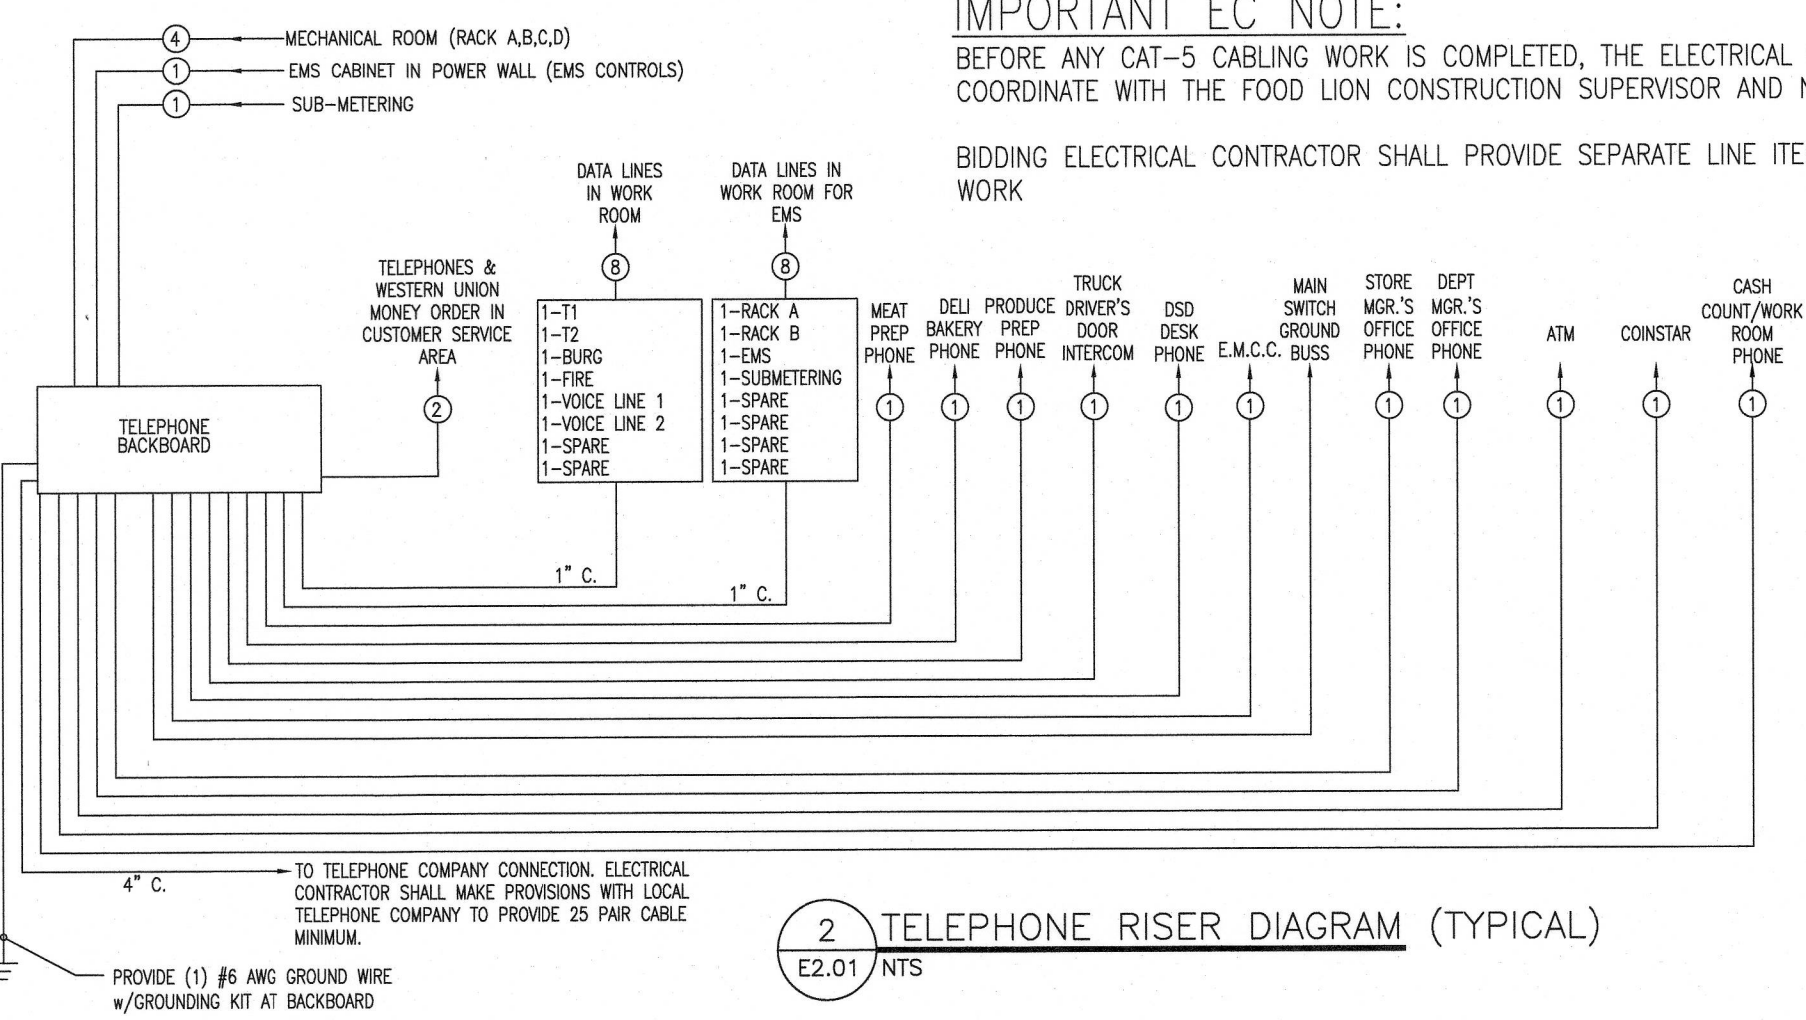 IMPORTANT EC NOTE:
BEFORE ANY CAT-5 CABLING WORK IS COMPLETED, THE ELECTRICAL
COORDINATE WITH THE FOOD LION CONSTRUCTION SUPERVISOR AND
BIDDING ELECTRICAL CONTRACTOR SHALL PROVIDE SEPARATE LINE ITE
WORK
4
MECHANICAL ROOM (RACK A,B,C,D)
1
EMS CABINET IN POWER WALL (EMS CONTROLS)
1
SUB-METERING
TELEPHONE
BACKBOARD
TELEPHONES &
WESTERN UNION
MONEY ORDER IN
CUSTOMER SERVICE
AREA
2
DATA LINES
IN WORK
ROOM
8
1-T1
1-T2
1-BURG
1-FIRE
1-VOICE LINE 1
1-VOICE LINE 2
1-SPARE
1-SPARE
1" C.
DATA LINES IN
WORK ROOM FOR
EMS
8
1-RACK A
1-RACK B
1-EMS
1-SUBMETERING
1-SPARE
1-SPARE
1-SPARE
1-SPARE
1" C.
MEAT
PREP
PHONE
1
DELI
BAKERY
PHONE
1
PRODUCE
PREP
PHONE
1
TRUCK
DRIVER'S
DOOR
INTERCOM
1
DSD
DESK
PHONE
1
E.M.C.C.
1
MAIN
SWITCH
GROUND
BUSS
STORE
MGR.'S
OFFICE
PHONE
1
DEPT
MGR.'S
OFFICE
PHONE
1
ATM
1
COINSTAR
1
CASH
COUNT/WORK
ROOM
PHONE
1
4" C.
TO TELEPHONE COMPANY CONNECTION. ELECTRICAL
CONTRACTOR SHALL MAKE PROVISIONS WITH LOCAL
TELEPHONE COMPANY TO PROVIDE 25 PAIR CABLE
MINIMUM.
PROVIDE (1) #6 AWG GROUND WIRE
w/GROUNDING KIT AT BACKBOARD
2
E2.01
TELEPHONE RISER DIAGRAM (TYPICAL)
NTS